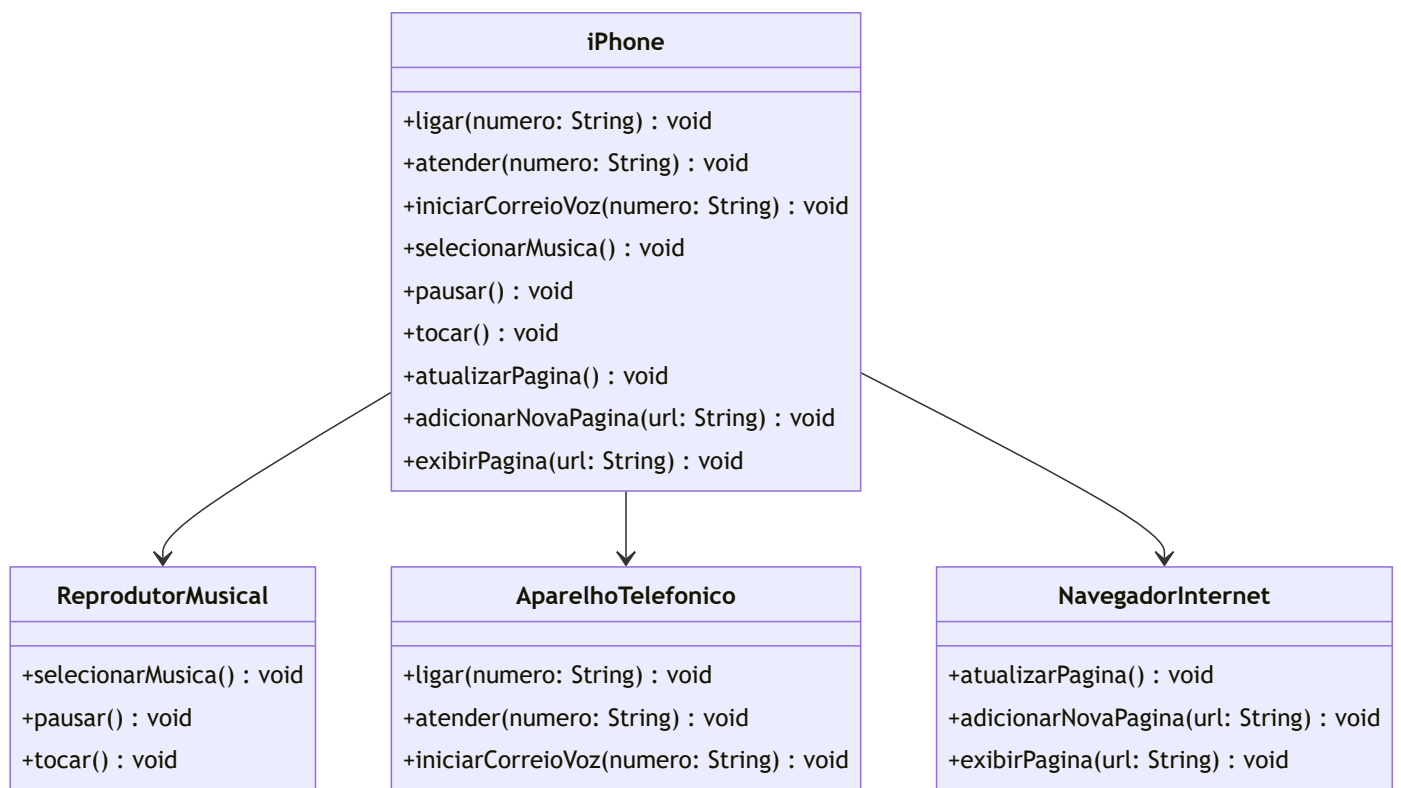 iPhone
+ligar(numero: String) : void
+atender(numero: String) : void
+iniciarCorreioVoz(numero: String) : void
+selecionarMusica() : void
+pausar() : void
+tocar() : void
+atualizarPagina() : void
+adicionarNovaPagina(url: String) : void
+exibirPagina(url: String) : void
ReprodutorMusical
+selecionarMusica() : void
+pausar() : void
+tocar() : void
AparelhoTelefonico
+ligar(numero: String) : void
+atender(numero: String) : void
+iniciarCorreioVoz(numero: String) : void
NavegadorInternet
+atualizarPagina() : void
+adicionarNovaPagina(url: String) : void
+exibirPagina(url: String) : void